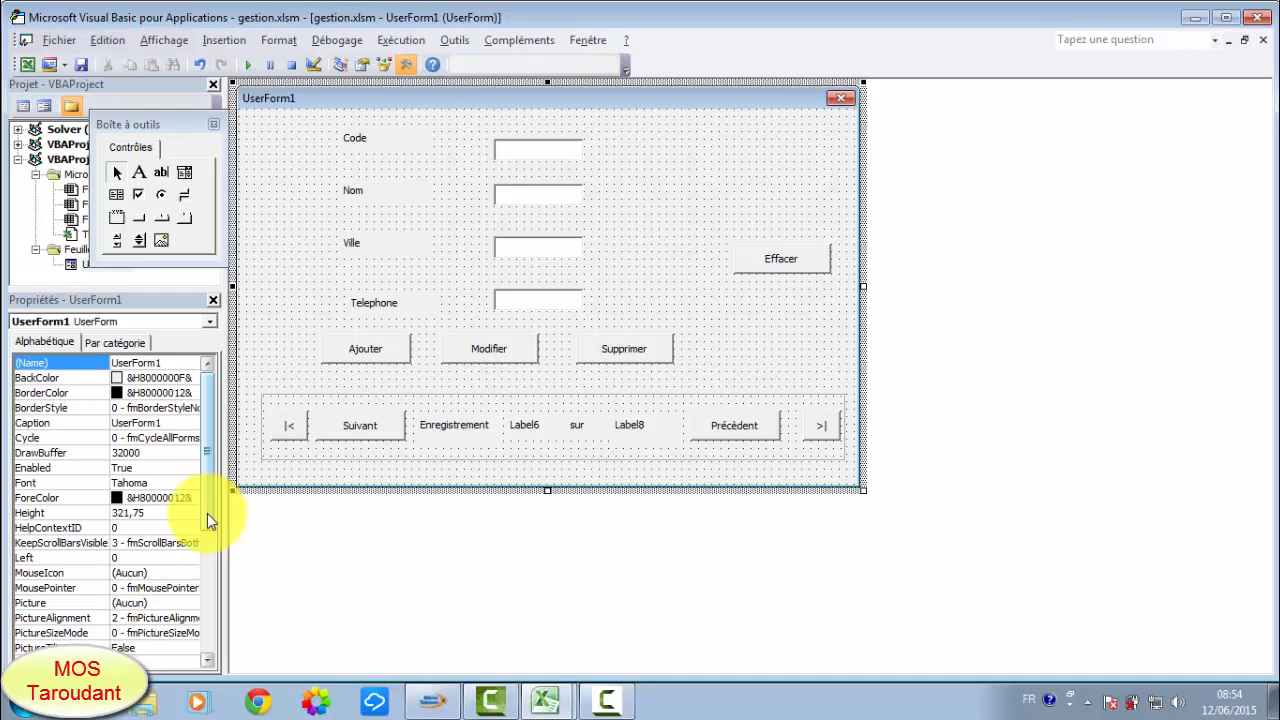 Microsoft Visual Basic pour Applications - gestion.xlsm - [gestion.xlsm - UserForm1 (UserForm)]
Fichier Edition Affichage Insertion Format Débogage Exécution Outils Compléments Fenêtre ?
Tapez une question
Projet - VBAProject
Solver (
VBAProj
VBAProj
Micro
F
F
F
T
Feuill
U
Boîte à outils
Contrôles
A ab|
UserForm1
Code
Nom
Ville
Telephone
Effacer
Ajouter Modifier Supprimer
|< Suivant Enregistrement Label6 sur Label8 Précèdent >|
Propriétés - UserForm1
UserForm1 UserForm
Alphabétique Par catégorie
(Name) UserForm1
BackColor &H8000000F&
BorderColor &H80000012&
BorderStyle 0 - fmBorderStyleNo
Caption UserForm1
Cycle 0 - fmCycleAllForms
DrawBuffer 32000
Enabled True
Font Tahoma
ForeColor &H80000012&
Height 321,75
HelpContextID 0
KeepScrollBarsVisible 3 - fmScrollBarsBoth
Left 0
MouseIcon (Aucun)
MousePointer 0 - fmMousePointer
Picture (Aucun)
PictureAlignment 2 - fmPictureAlignm
PictureSizeMode 0 - fmPictureSizeMo
False
MOS
Taroudant
FR
08:54
12/06/2015